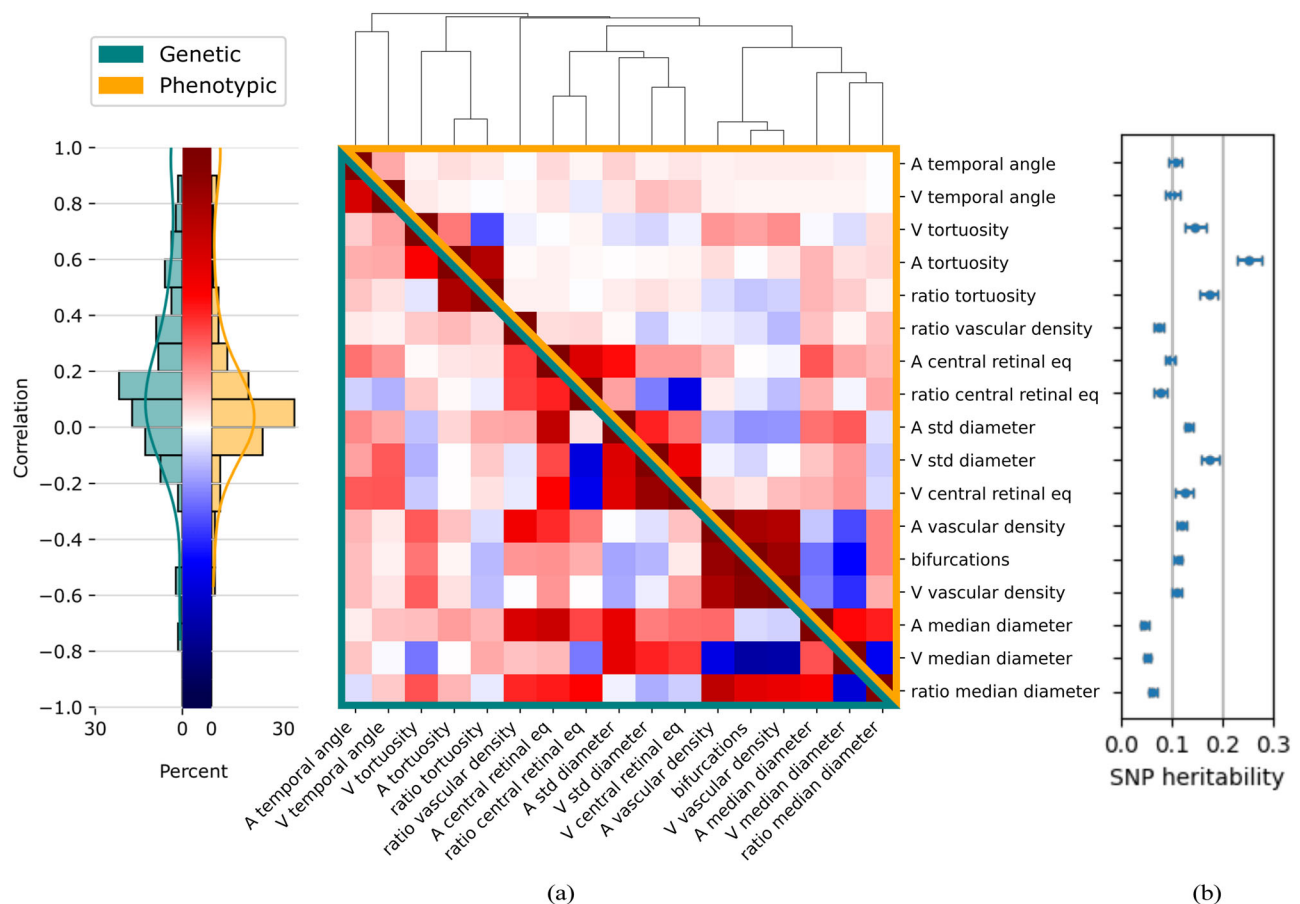 Genetic
Phenotypic
Correlation
1.0
0.8
0.6
0.4
0.2
0.0
−0.2
−0.4
−0.6
−0.8
−1.0
30
0
0
30
Percent
A temporal angle
V temporal angle
V tortuosity
A tortuosity
ratio tortuosity
ratio vascular density
A central retinal eq
ratio central retinal eq
A std diameter
V std diameter
V central retinal eq
A vascular density
bifurcations
V vascular density
A median diameter
V median diameter
ratio median diameter
A temporal angle
V temporal angle
V tortuosity
A tortuosity
ratio tortuosity
ratio vascular density
A central retinal eq
ratio central retinal eq
A std diameter
V std diameter
V central retinal eq
A vascular density
bifurcations
V vascular density
A median diameter
V median diameter
ratio median diameter
0.0 0.1 0.2 0.3
SNP heritability
(a)
(b)